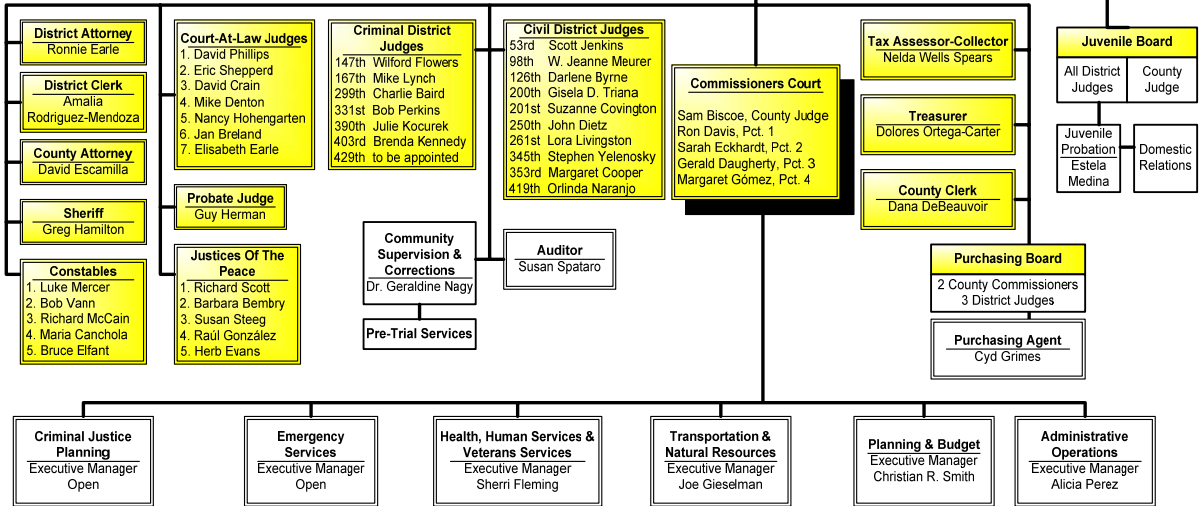 District Attorney
Ronnie Earle
District Clerk
Amalia
Rodriguez-Mendoza
County Attorney
David Escamilla
Sheriff
Greg Hamilton
Constables
1. Luke Mercer
2. Bob Vann
3. Richard McCain
4. Maria Canchola
5. Bruce Elfant
Court-At-Law Judges
1. David Phillips
2. Eric Shepperd
3. David Crain
4. Mike Denton
5. Nancy Hohengarten
6. Jan Breland
7. Elisabeth Earle
Probate Judge
Guy Herman
Justices Of The
Peace
1. Richard Scott
2. Barbara Bembry
3. Susan Steeg
4. Raúl González
5. Herb Evans
Criminal District
Judges
147th Wilford Flowers
167th Mike Lynch
299th Charlie Baird
331st Bob Perkins
390th Julie Kocurek
403rd Brenda Kennedy
429th to be appointed
Community
Supervision &
Corrections
Dr. Geraldine Nagy
Pre-Trial Services
Civil District Judges
53rd Scott Jenkins
98th W. Jeanne Meurer
126th Darlene Byrne
200th Gisela D. Triana
201st Suzanne Covington
250th John Dietz
261st Lora Livingston
345th Stephen Yelenosky
353rd Margaret Cooper
419th Orlinda Naranjo
Auditor
Susan Spataro
Commissioners Court
Sam Biscoe, County Judge
Ron Davis, Pct. 1
Sarah Eckhardt, Pct. 2
Gerald Daugherty, Pct. 3
Margaret Gómez, Pct. 4
Tax Assessor-Collector
Nelda Wells Spears
Treasurer
Dolores Ortega-Carter
County Clerk
Dana DeBeauvoir
Purchasing Board
2 County Commissioners
3 District Judges
Purchasing Agent
Cyd Grimes
Juvenile Board
All District
Judges
County
Judge
Juvenile
Probation
Estela
Medina
Domestic
Relations
Criminal Justice
Planning
Executive Manager
Open
Emergency
Services
Executive Manager
Open
Health, Human Services &
Veterans Services
Executive Manager
Sherri Fleming
Transportation &
Natural Resources
Executive Manager
Joe Gieselman
Planning & Budget
Executive Manager
Christian R. Smith
Administrative
Operations
Executive Manager
Alicia Perez